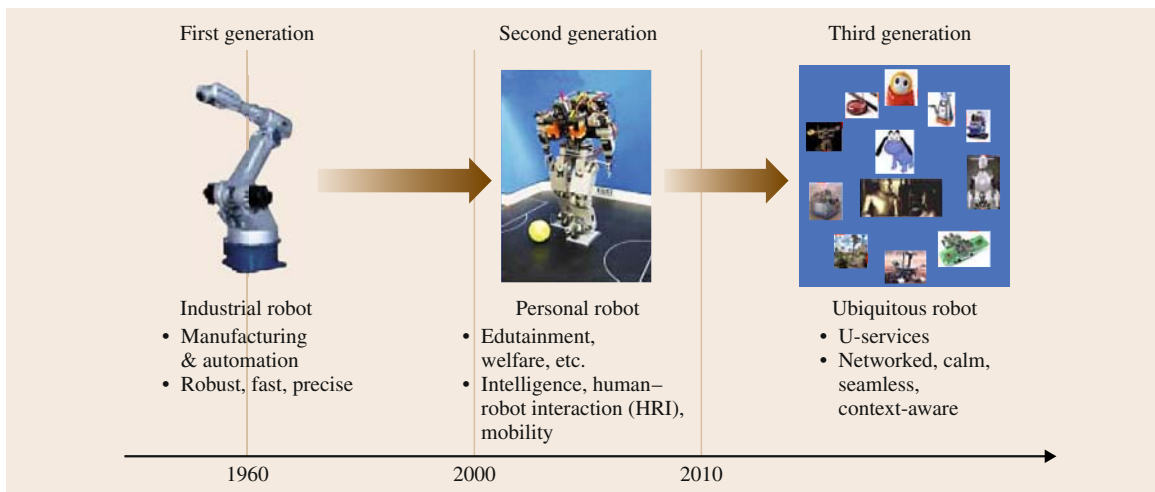 First generation
Second generation
Third generation
Industrial robot
• Manufacturing
& automation
• Robust, fast, precise
Personal robot
• Edutainment,
welfare, etc.
• Intelligence, human–
robot interaction (HRI),
mobility
Ubiquitous robot
• U-services
• Networked, calm,
seamless,
context-aware
1960
2000
2010